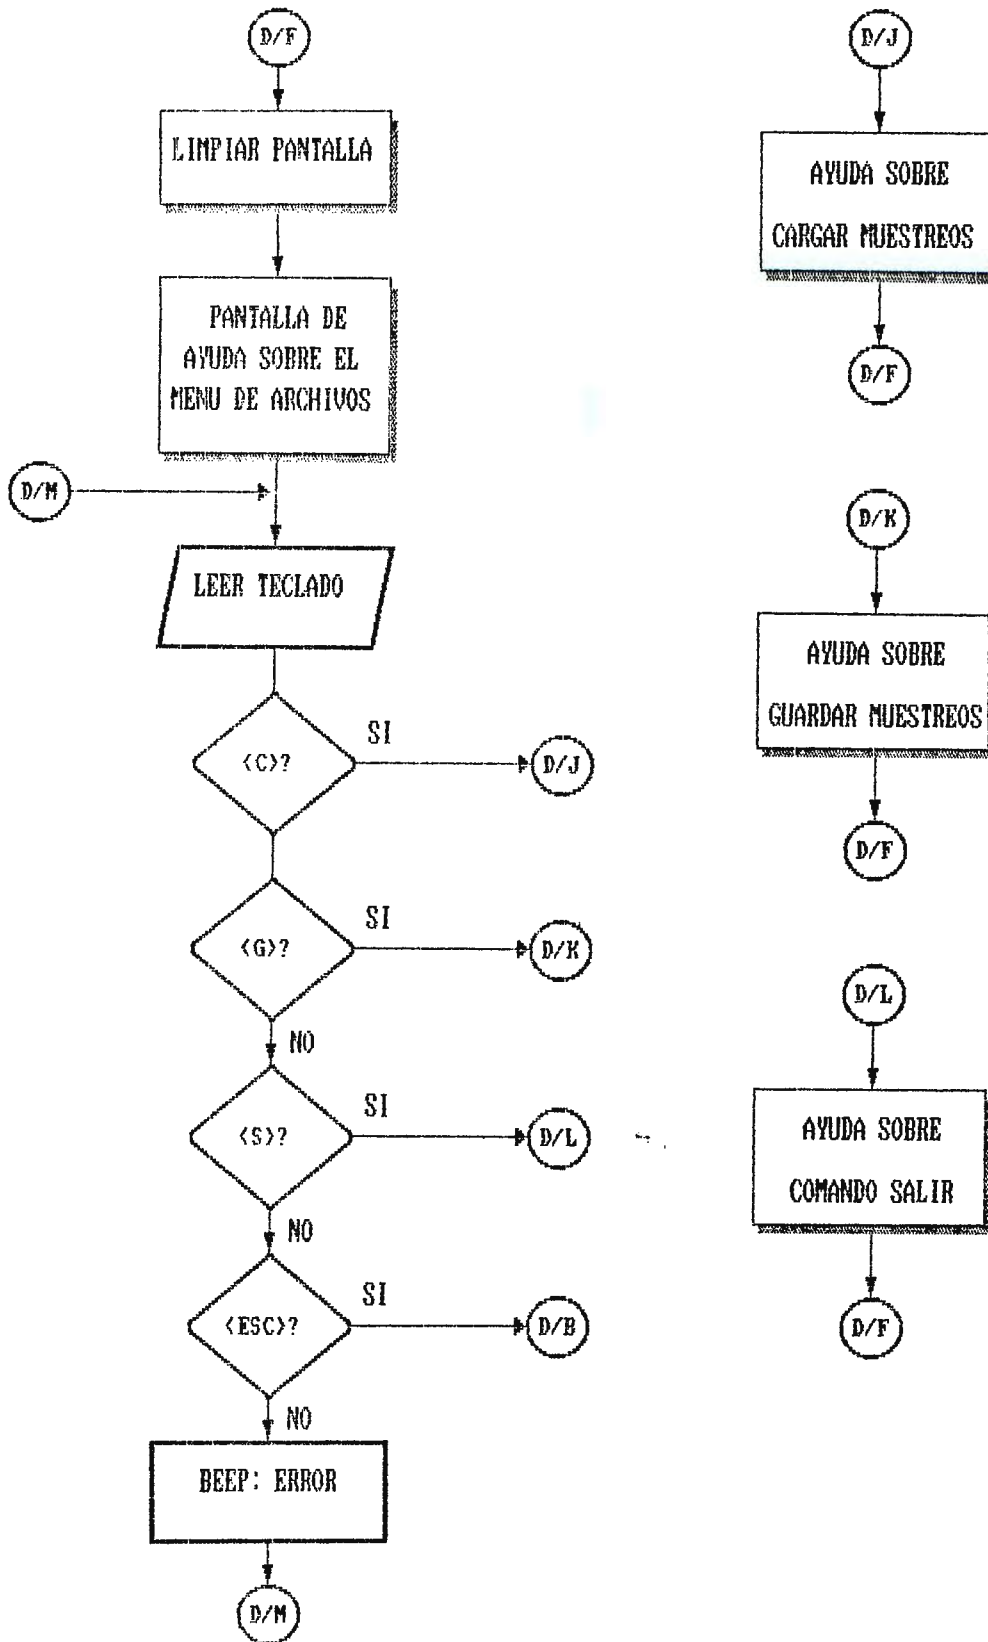 D/F
LIMPIAR PANTALLA
PANTALLA DE
AYUDA SOBRE EL
MENU DE ARCHIVOS
D/M
LEER TECLADO
<C>?
SI
D/J
<G>?
SI
D/K
NO
<S>?
SI
D/L
NO
<ESC>?
SI
D/B
NO
BEEP: ERROR
D/M
D/J
AYUDA SOBRE
CARGAR MUESTREOS
D/F
D/K
AYUDA SOBRE
GUARDAR MUESTREOS
D/F
D/L
AYUDA SOBRE
COMANDO SALIR
D/F